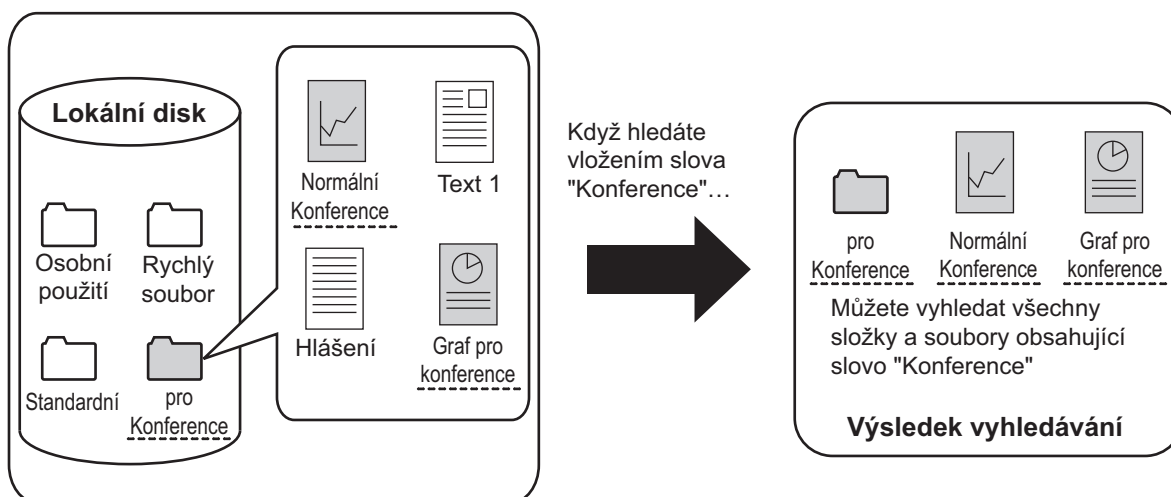 Lokální disk
Osobní
použití
Rychlý
soubor
Standardní
pro
Konference
Normální
Konference
Text 1
Hlášení
Graf pro
konference
Když hledáte
vložením slova
"Konference"…
pro
Konference
Normální
Konference
Graf pro
konference
Můžete vyhledat všechny
složky a soubory obsahující
slovo "Konference"
Výsledek vyhledávání